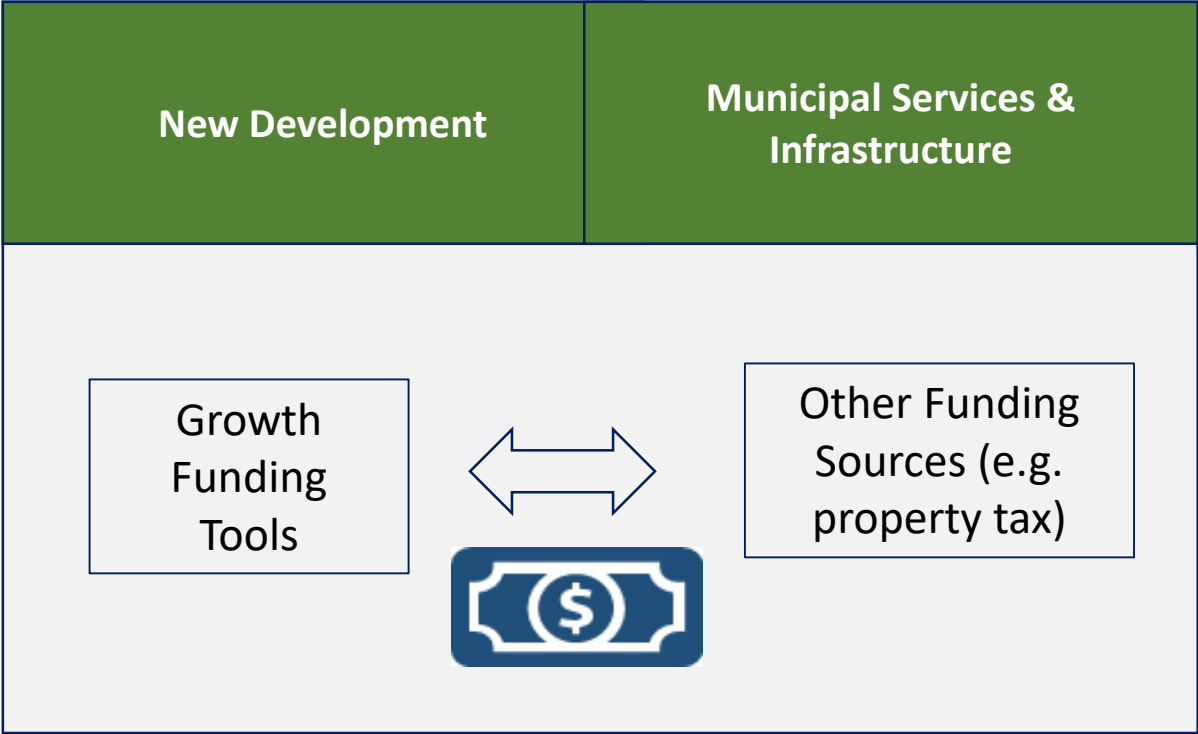 New Development
Municipal Services &
Infrastructure
Growth
Funding
Tools
Other Funding
Sources (e.g.
property tax)
$